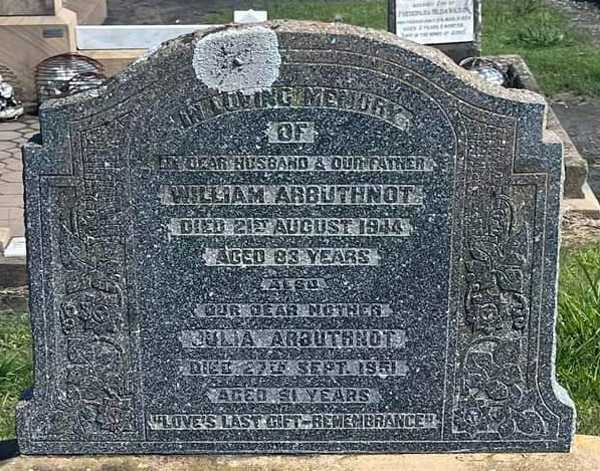 IN LOVING MEMORY
OF
MY DEAR HUSBAND & OUR FATHER
WILLIAM ARBUTHNOT
DIED 21ST AUGUST 1944
AGED 83 YEARS
ALSO
OUR DEAR MOTHER
JULIA ARBUTHNOT
DIED 27TH SEPT. 1951
AGED 91 YEARS
"LOVE'S LAST GIFT-REMEMBRANCE"